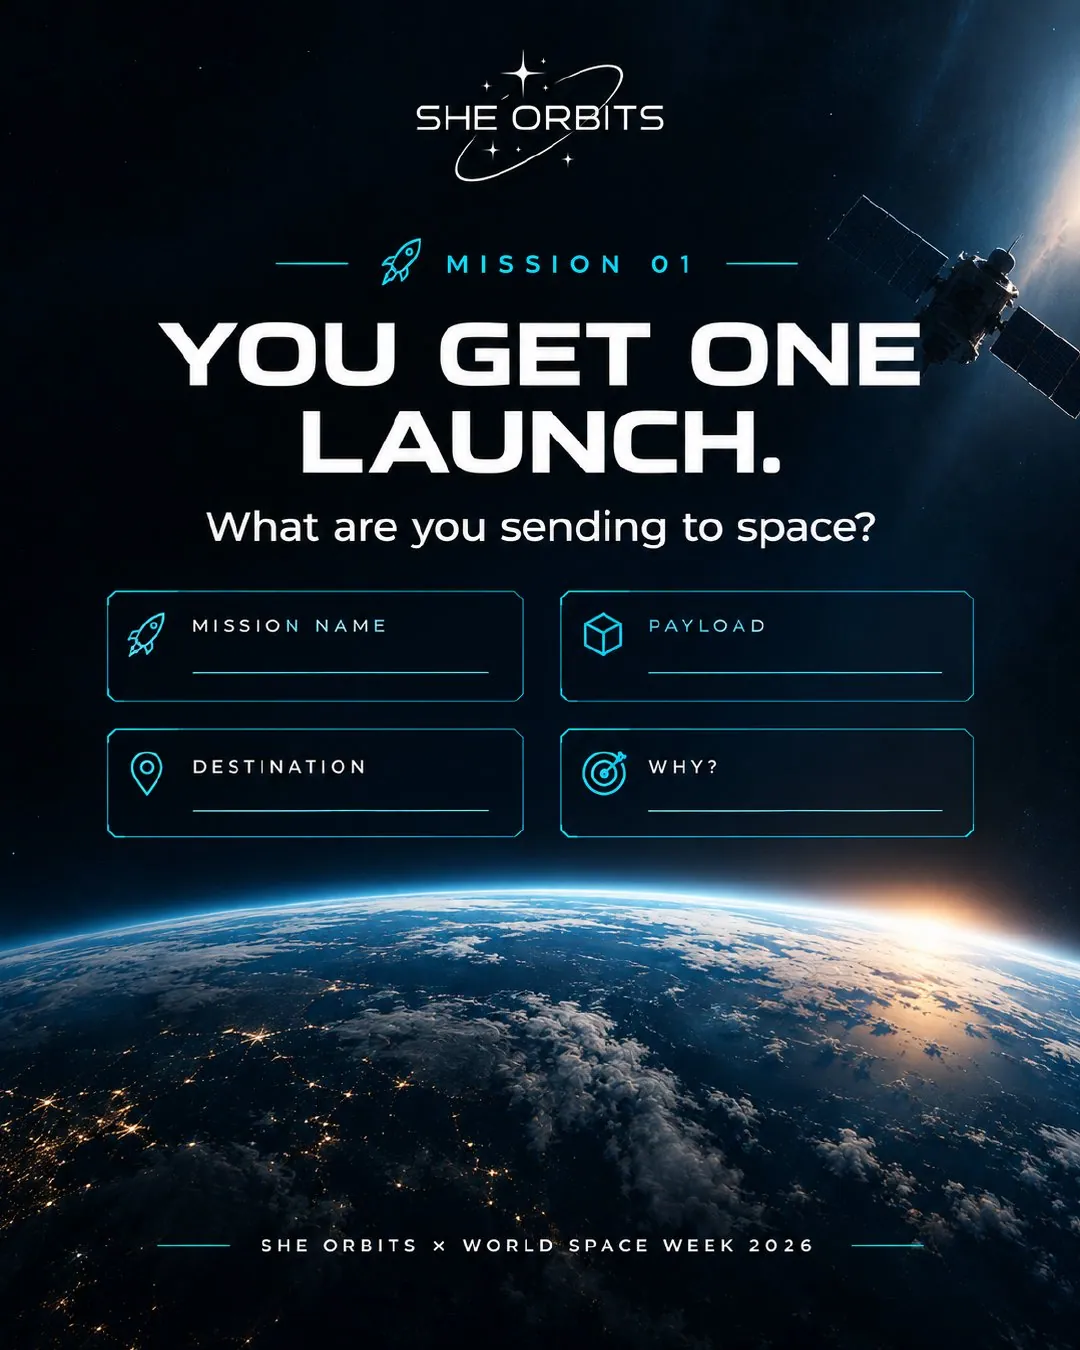 SHE ORBITS
MISSION 01
YOU GET ONE
LAUNCH.
What are you sending to space?
MISSION NAME
PAYLOAD
DESTINATION
WHY?
SHE ORBITS × WORLD SPACE WEEK 2026